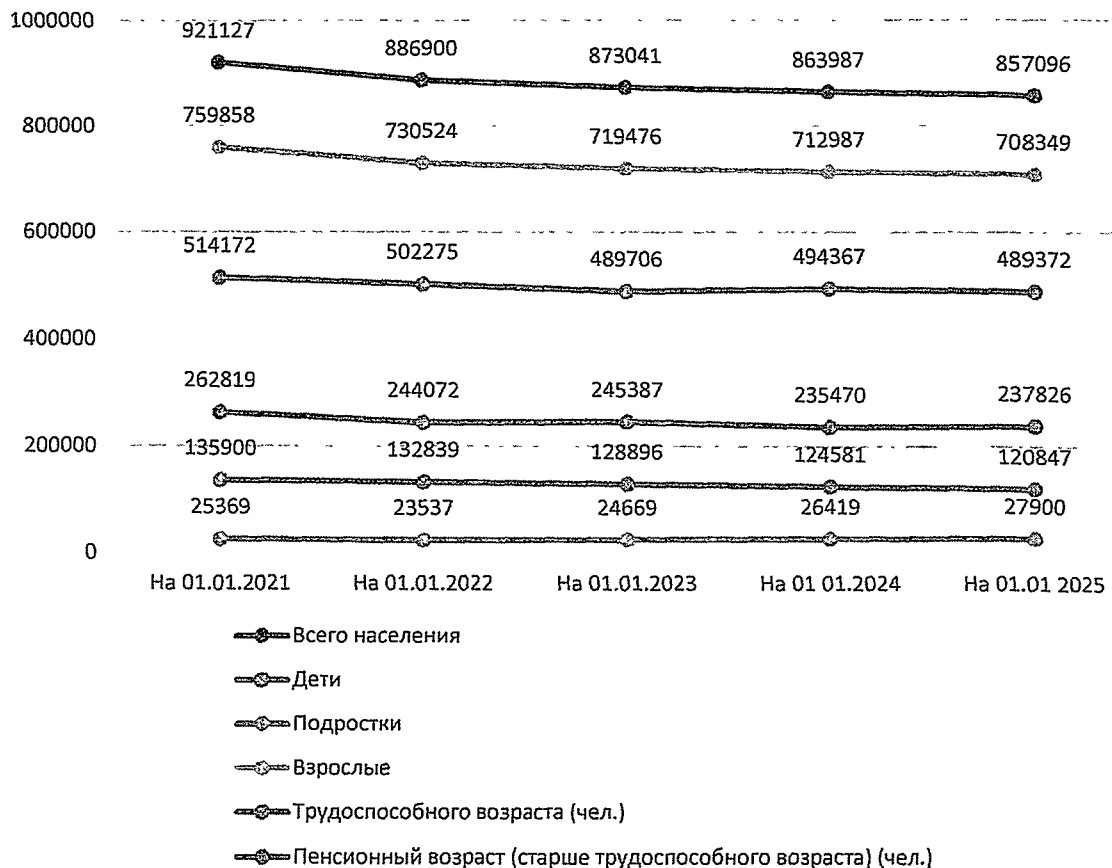 1000000
921127 886900 873041 863987 857096
800000
759858 730524 719476 712987 708349
600000
514172 502275 489706 494367 489372
400000
262819 244072 245387 235470 237826
200000
135900 132839 128896 124581 120847
25369 23537 24669 26419 27900
0
На 01.01.2021 На 01.01.2022 На 01.01.2023 На 01 01.2024 На 01.01 2025
Всего населения
Дети
Подростки
Взрослые
Трудоспособного возраста (чел.)
Пенсионный возраст (старше трудоспособного возраста) (чел.)